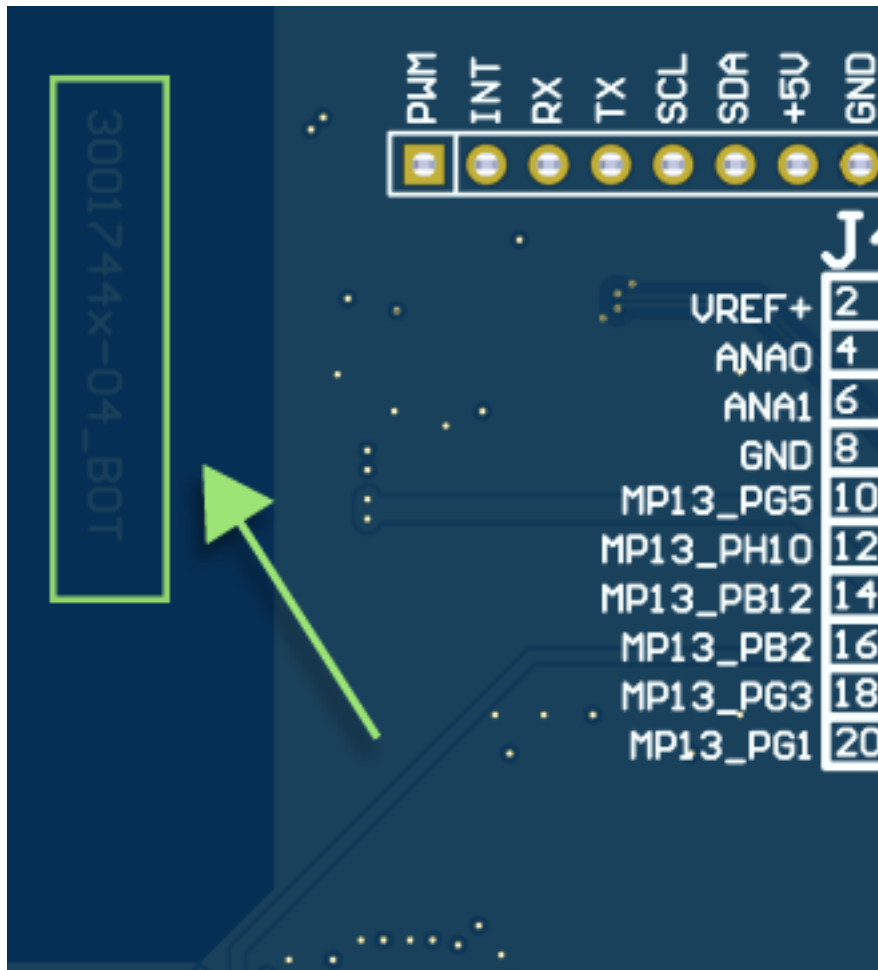 3001744x-04_BOT
PWM
INT
RX
TX
SCL
SDA
+5V
GND
VREF+ 2
ANA0 4
ANA1 6
GND 8
MP13_PG5 10
MP13_PH10 12
MP13_PB12 14
MP13_PB2 16
MP13_PG3 18
MP13_PG1 20